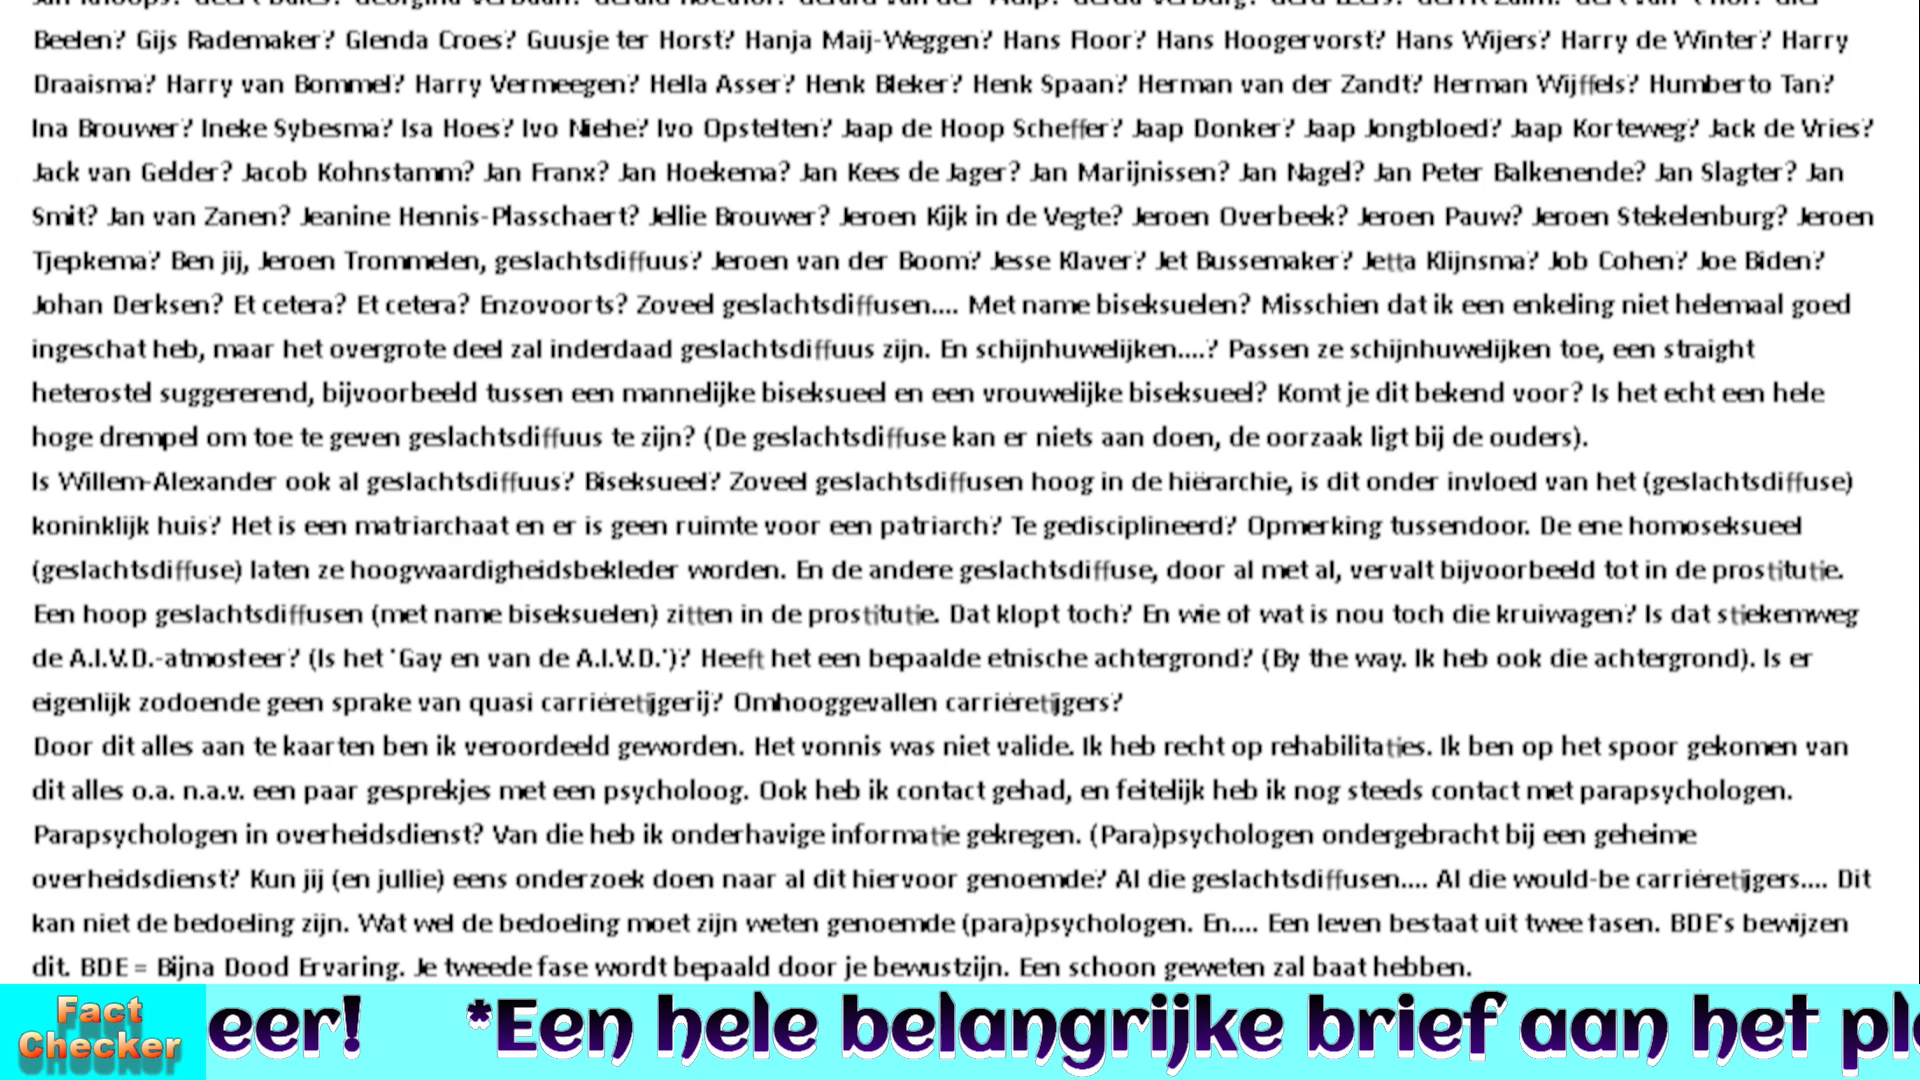 Beelen? Gijs Rademaker? Glenda Croes? Guusje ter Horst? Hanja Maij-Weggen? Hans Floor? Hans Hoogervorst? Hans Wijers? Harry de Winter? Harry
Draaisma? Harry van Bommel? Harry Vermeegen? Hella Asser? Henk Bleker? Henk Spaan? Herman van der Zandt? Herman Wijffels? Humberto Tan?
Ina Brouwer? Ineke Sybesma? Isa Hoes? Ivo Niehe? Ivo Opstelten? Jaap de Hoop Scheffer? Jaap Donker? Jaap Jongbloed? Jaap Korteweg? Jack de Vries?
Jack van Gelder? Jacob Kohnstamm? Jan Franx? Jan Hoekema? Jan Kees de Jager? Jan Marijnissen? Jan Nagel? Jan Peter Balkenende? Jan Slagter? Jan
Smit? Jan van Zanen? Jeanine Hennis-Plasschaert? Jellie Brouwer? Jeroen Kijk in de Vegte? Jeroen Overbeek? Jeroen Pauw? Jeroen Stekelenburg? Jeroen
Tjepkema? Ben jij, Jeroen Trommelen, geslachtsdiffuus? Jeroen van der Boom? Jesse Klaver? Jet Bussemaker? Jetta Klijnsma? Job Cohen? Joe Biden?
Johan Derksen? Et cetera? Et cetera? Enzovoorts? Zoveel geslachtsdiffusen.... Met name biseksuelen? Misschien dat ik een enkeling niet helemaal goed
ingeschat heb, maar het overgrote deel zal inderdaad geslachtsdiffuus zijn. En schijnhuwelijken....? Passen ze schijnhuwelijken toe, een straight
heterostel suggererend, bijvoorbeeld tussen een mannelijke biseksueel en een vrouwelijke biseksueel? Komt je dit bekend voor? Is het echt een hele
hoge drempel om toe te geven geslachtsdiffuus te zijn? (De geslachtsdiffuse kan er niets aan doen, de oorzaak ligt bij de ouders).
Is Willem-Alexander ook al geslachtsdiffuus? Biseksueel? Zoveel geslachtsdiffusen hoog in de hiërarchie, is dit onder invloed van het (geslachtsdiffuse)
koninklijk huis? Het is een matriarchaat en er is geen ruimte voor een patriarch? Te gedisciplineerd? Opmerking tussendoor. De ene homoseksueel
(geslachtsdiffuse) laten ze hoogwaardigheidsbekleder worden. En de andere geslachtsdiffuse, door al met al, vervalt bijvoorbeeld tot in de prostitutie.
Een hoop geslachtsdiffusen (met name biseksuelen) zitten in de prostitutie. Dat klopt toch? En wie of wat is nou toch die kruiwagen? Is dat stiekemweg
de A.I.V.D.-atmosfeer? (Is het 'Gay en van de A.I.V.D.')? Heeft het een bepaalde etnische achtergrond? (By the way. Ik heb ook die achtergrond). Is er
eigenlijk zodoende geen sprake van quasi carrièretijgerij? Omhooggevallen carrièretijgers?
Door dit alles aan te kaarten ben ik veroordeeld geworden. Het vonnis was niet valide. Ik heb recht op rehabilitaties. Ik ben op het spoor gekomen van
dit alles o.a. n.a.v. een paar gesprekjes met een psycholoog. Ook heb ik contact gehad, en feitelijk heb ik nog steeds contact met parapsychologen.
Parapsychologen in overheidsdienst? Van die heb ik onderhavige informatie gekregen. (Para)psychologen ondergebracht bij een geheime
overheidsdienst? Kun jij (en jullie) eens onderzoek doen naar al dit hiervoor genoemde? Al die geslachtsdiffusen.... Al die would-be carrièretijgers.... Dit
kan niet de bedoeling zijn. Wat wel de bedoeling moet zijn weten genoemde (para)psychologen. En.... Een leven bestaat uit twee fasen. BDE's bewijzen
dit. BDE = Bijna Dood Ervaring. Je tweede fase wordt bepaald door je bewustzijn. Een schoon geweten zal baat hebben.
Fact
Checker
eer! *Een hele belangrijke brief aan het pl